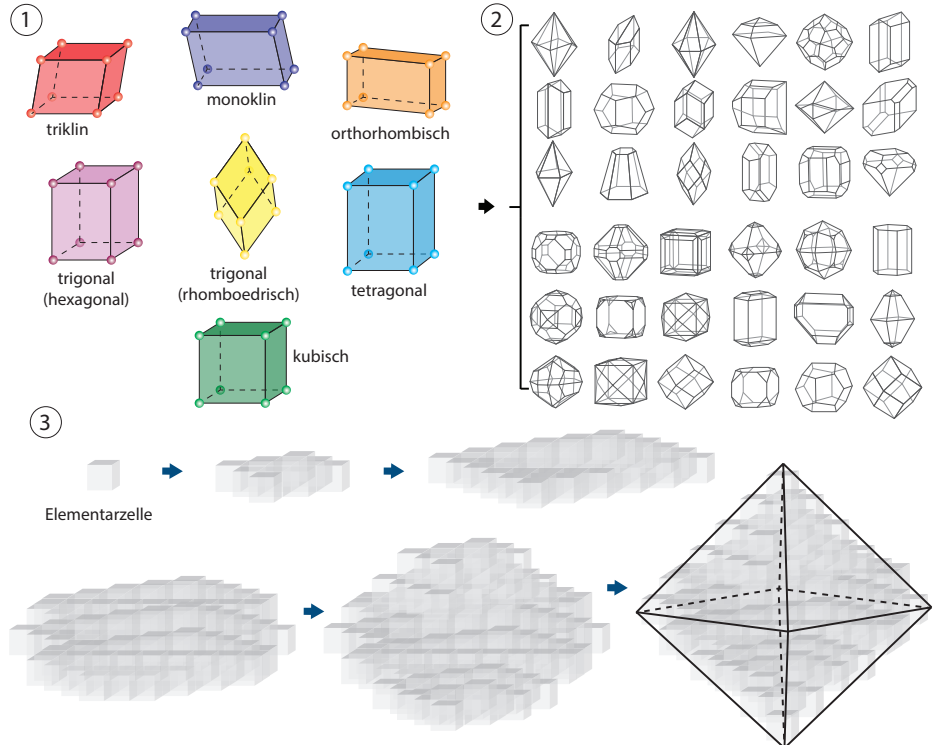 1
triklin
monoklin
orthorhombisch
trigonal
(hexagonal)
trigonal
(rhomboedrisch)
tetragonal
kubisch
2
3
Elementarzelle